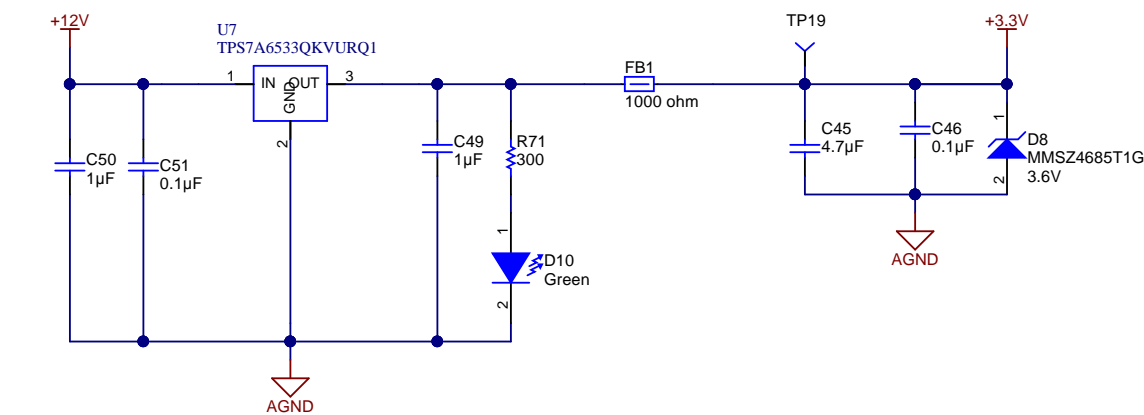 +12V
U7
TPS7A6533QKVURQ1
TP19
+3.3V
1
IN
OUT
3
GND
2
FB1
1000 ohm
C50
1µF
C51
0.1µF
C49
1µF
R71
300
C45
4.7µF
C46
0.1µF
1
D8
MMSZ4685T1G
3.6V
2
1
D10
Green
2
AGND
AGND